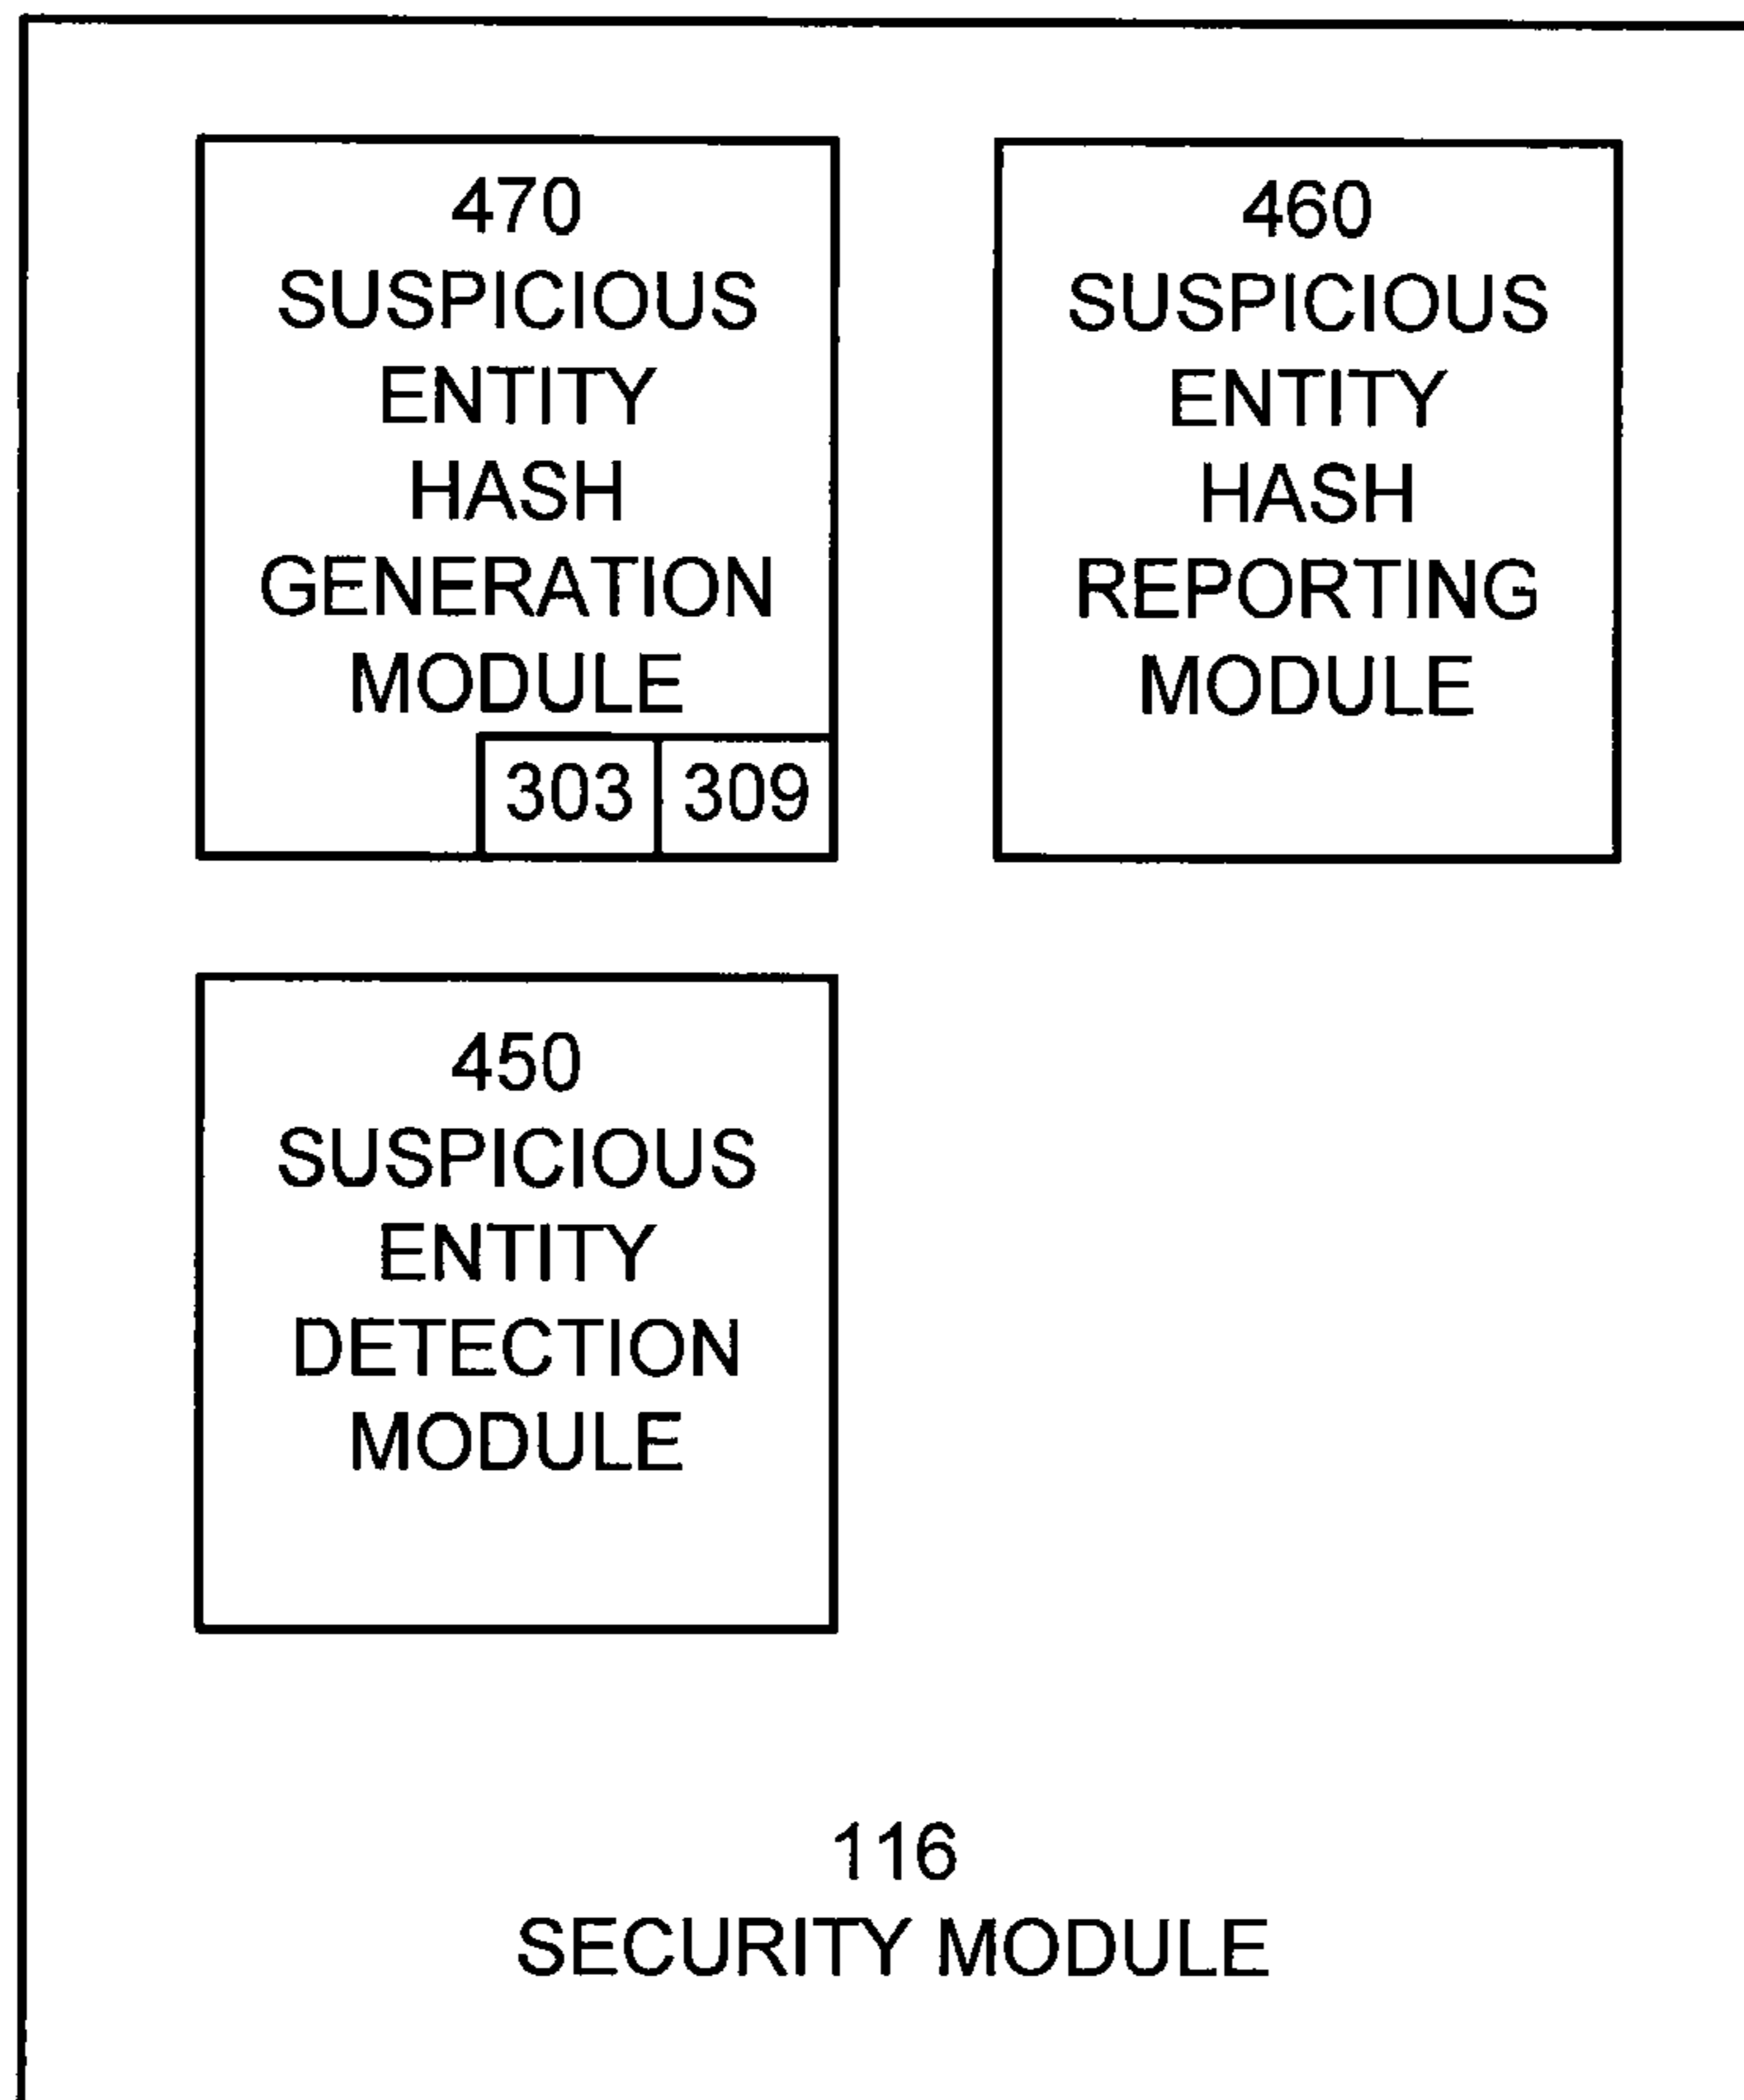 470
SUSPICIOUS
ENTITY
HASH
GENERATION
MODULE
303 309
460
SUSPICIOUS
ENTITY
HASH
REPORTING
MODULE
450
SUSPICIOUS
ENTITY
DETECTION
MODULE
116
SECURITY MODULE